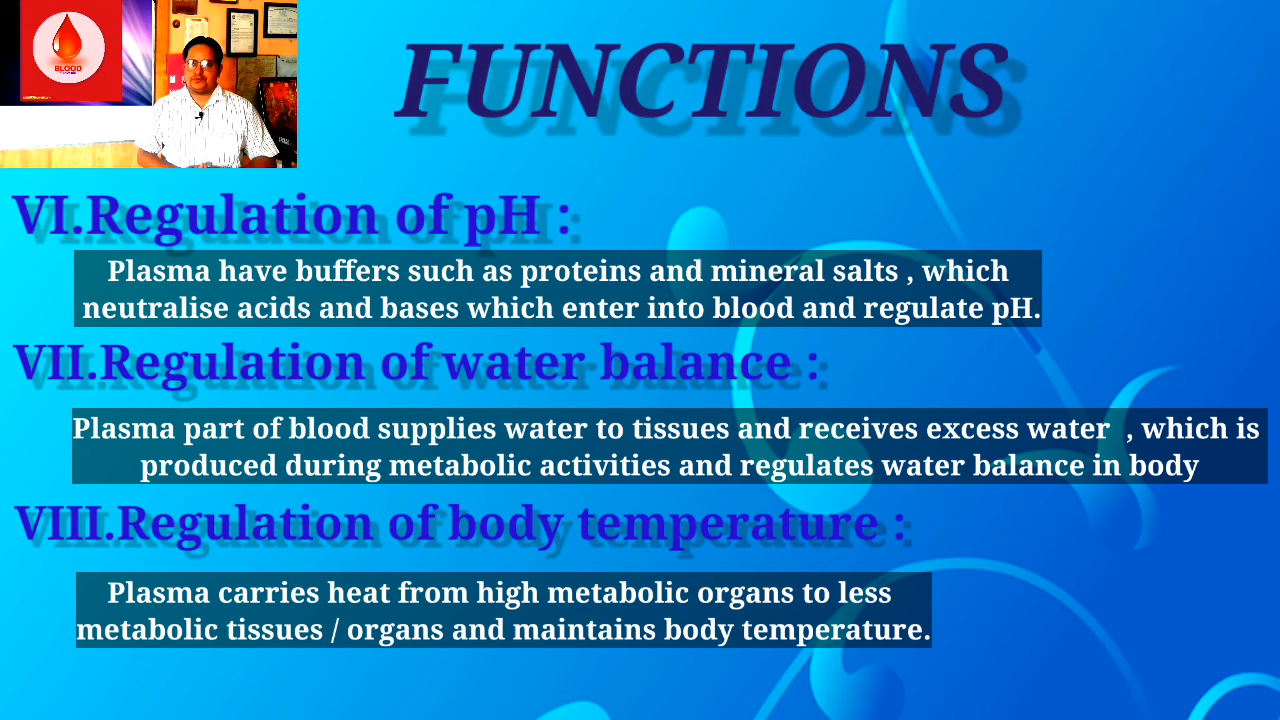 BLOOD
FUNCTIONS
VI.Regulation of pH :
Plasma have buffers such as proteins and mineral salts , which
neutralise acids and bases which enter into blood and regulate pH.
VII.Regulation of water balance :
Plasma part of blood supplies water to tissues and receives excess water , which is
produced during metabolic activities and regulates water balance in body
VIII.Regulation of body temperature :
Plasma carries heat from high metabolic organs to less
metabolic tissues / organs and maintains body temperature.